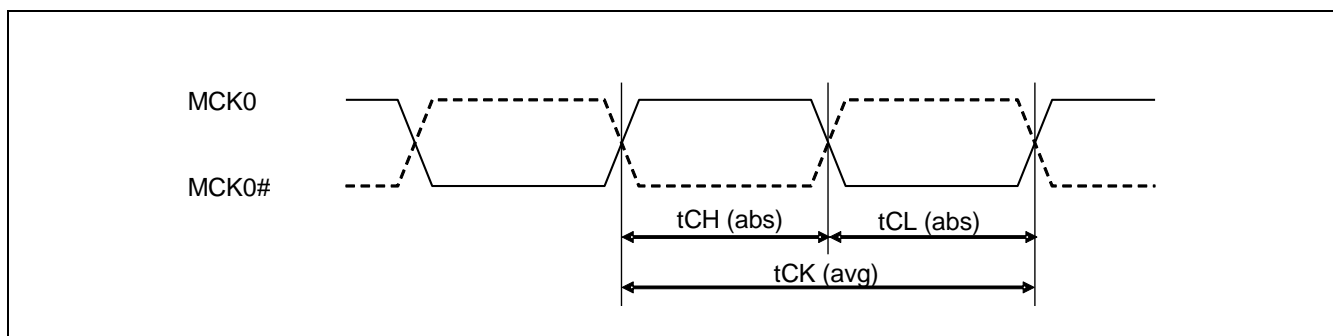 MCK0
MCK0#
tCH (abs)
tCL (abs)
tCK (avg)